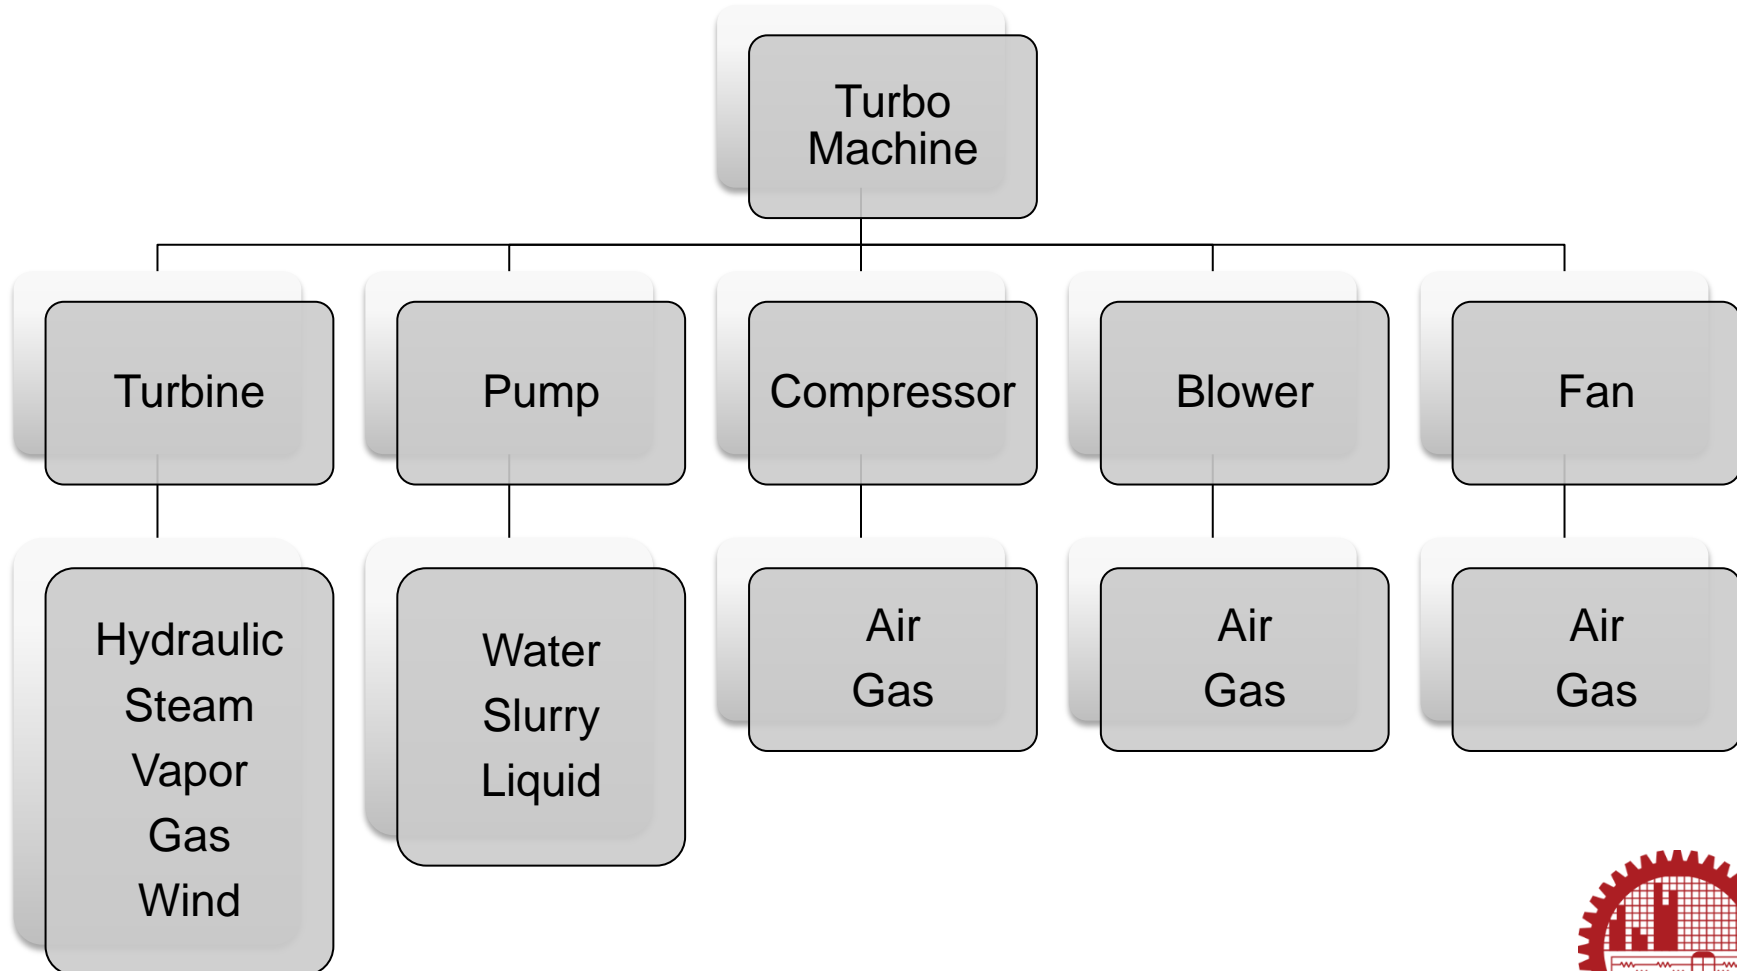 Turbo
Machine
Turbine
Pump
Compressor
Blower
Fan
Hydraulic
Steam
Vapor
Gas
Wind
Water
Slurry
Liquid
Air
Gas
Air
Gas
Air
Gas